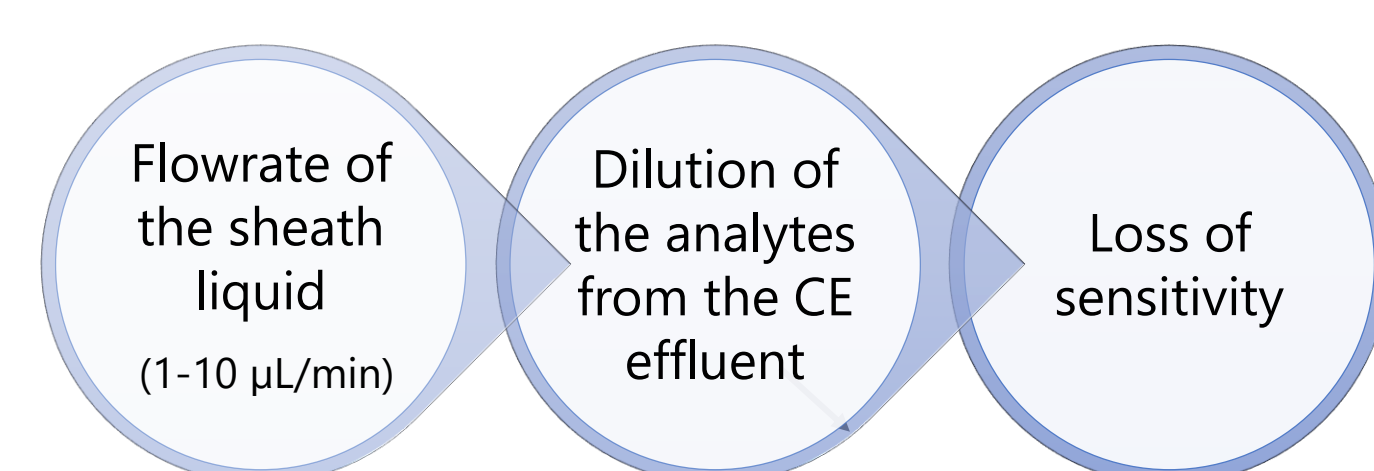 Flowrate of
the sheath
liquid
(1-10 µL/min)
Dilution of
the analytes
from the CE
effluent
Loss of
sensitivity